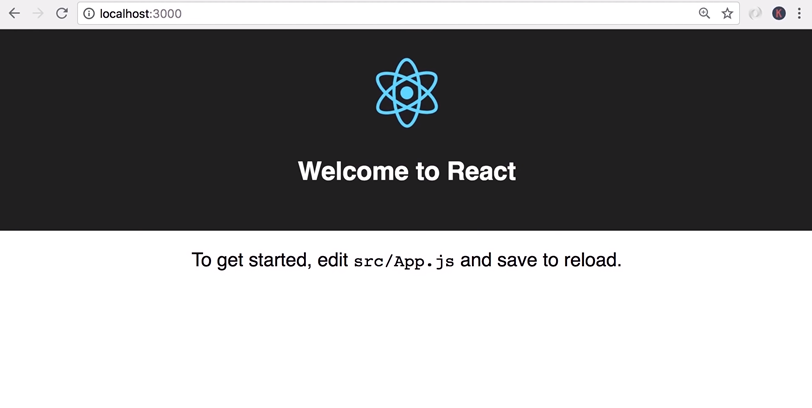 localhost:3000
K
Welcome to React
To get started, edit src/App.js and save to reload.